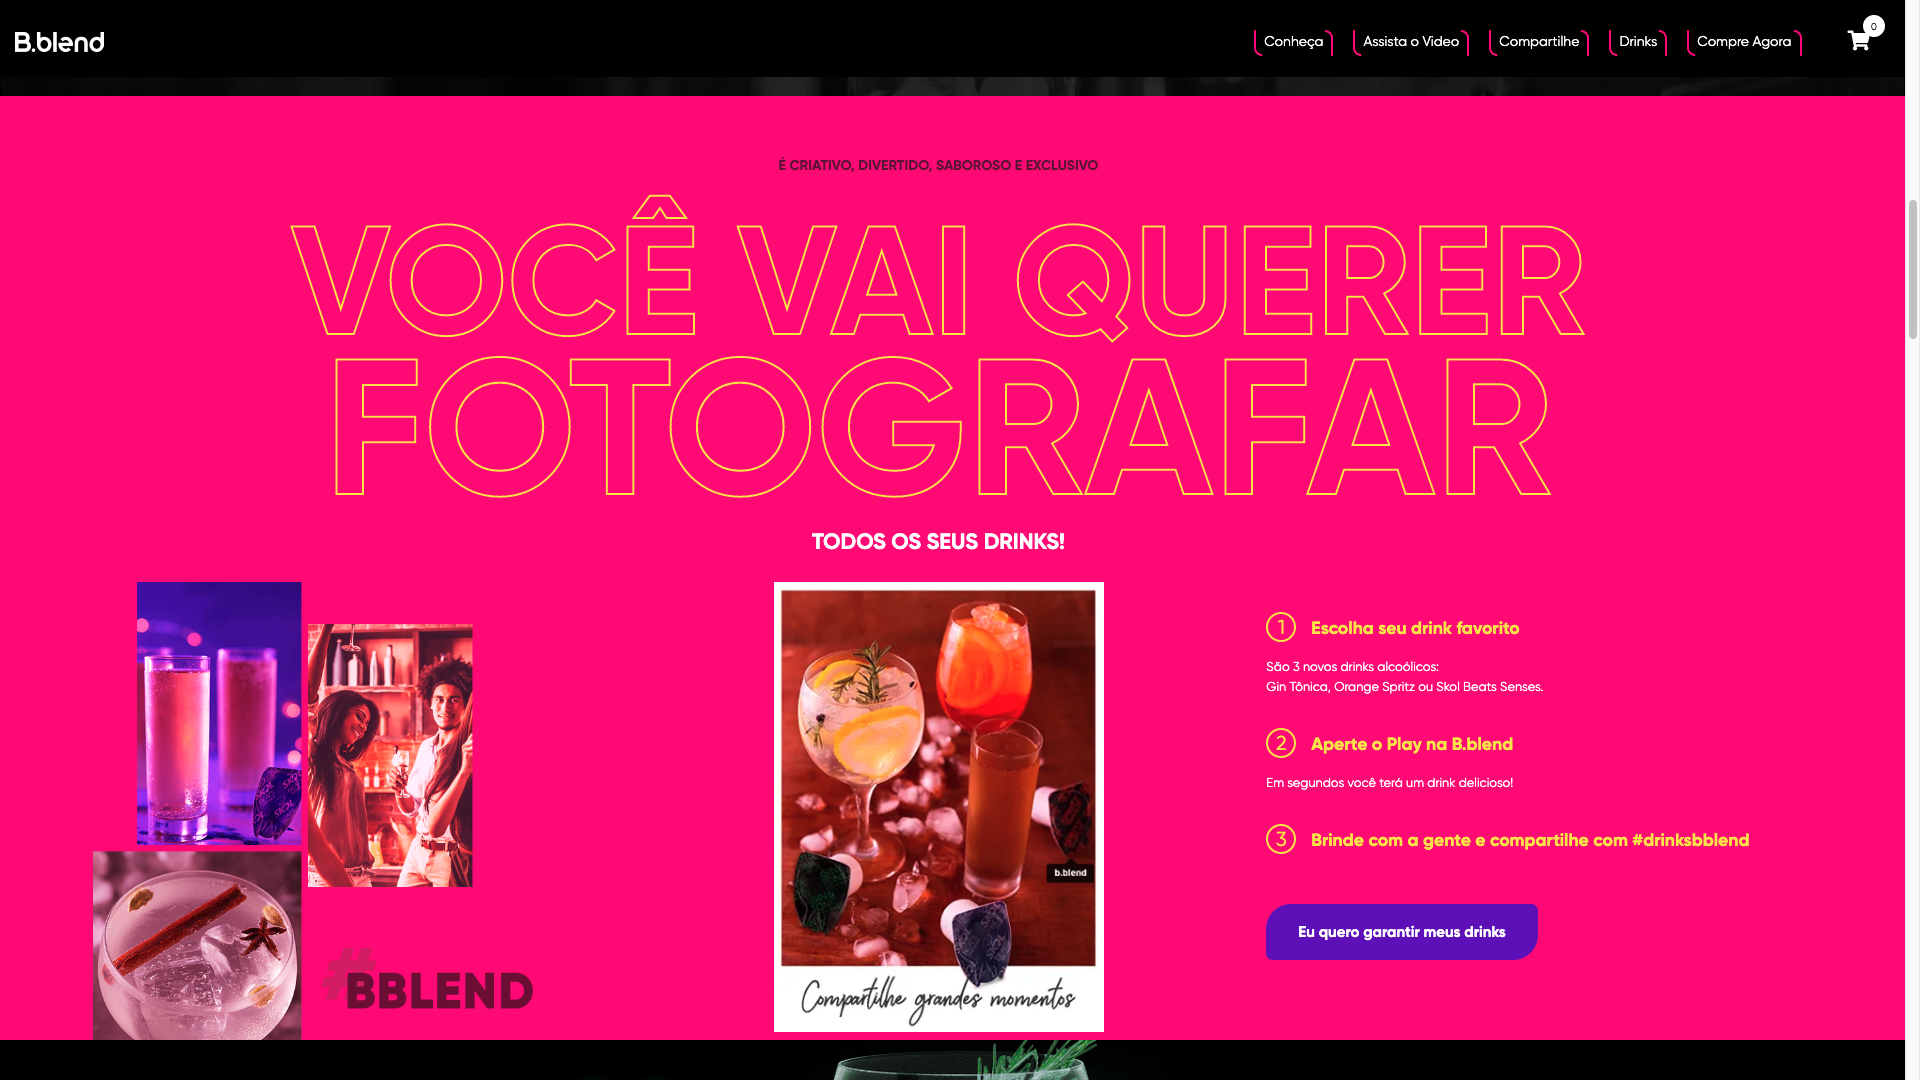 B.blend
Conheça
Assista o Video
Compartilhe
Drinks
Compre Agora
0
É CRIATIVO, DIVERTIDO, SABOROSO E EXCLUSIVO
VOCÊ VAI QUERER
FOTOGRAFAR
TODOS OS SEUS DRINKS!
#BBLEND
b.blend
Compartilhe grandes momentos
1 Escolha seu drink favorito
São 3 novos drinks alcoólicos:
Gin Tônica, Orange Spritz ou Skol Beats Senses.
2 Aperte o Play na B.blend
Em segundos você terá um drink delicioso!
3 Brinde com a gente e compartilhe com #drinksbblend
Eu quero garantir meus drinks